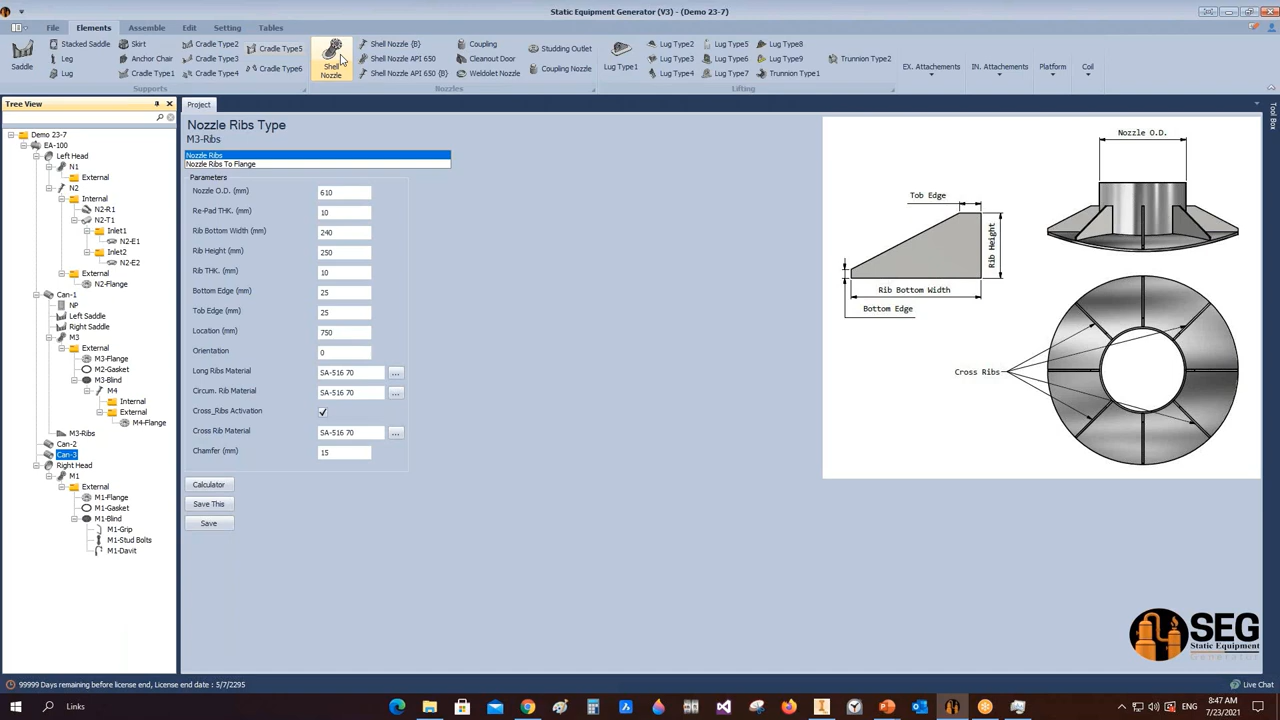 Static Equipment Generator (V3) - (Demo 23-7)
File Elements Assembly Edit Setting Tables
Saddle
Stacked Saddle Skirt Cradle Type2 Cradle Type5
Leg Anchor Chair Cradle Type3
Lug Cradle Type1 Cradle Type4 Cradle Type6
Supports
Shell Nozzle
Shell Nozzle {B} Coupling Studding Outlet
Shell Nozzle API 650 Cleanout Door
Shell Nozzle API 650 {B} Weldolet Nozzle Coupling Nozzle
Nozzles
Lug Type1
Lug Type2 Lug Type5 Lug Type8
Lug Type3 Lug Type6 Lug Type9 Trunnion Type2
Lug Type4 Lug Type7 Trunnion Type1
Lifting
EX. Attachements IN. Attachements Platform Coil
Tree View
Demo 23-7
EA-100
Left Head
N1
External
N2
Internal
N2-R1
N2-T1
Inlet1
N2-E1
Inlet2
N2-E2
External
N2-Flange
Can-1
NP
Left Saddle
Right Saddle
M3
External
M3-Flange
M2-Gasket
M3-Blind
M4
Internal
External
M4-Flange
M3-Ribs
Can-2
Can-3
Right Head
M1
External
M1-Flange
M1-Gasket
M1-Blind
M1-Grip
M1-Stud Bolts
M1-Davit
Project
Nozzle Ribs Type
M3-Ribs
Nozzle Ribs
Nozzle Ribs To Flange
Parameters
Nozzle O.D. (mm) 610
Re-Pad THK. (mm) 10
Rib Bottom Width (mm) 240
Rib Height (mm) 250
Rib THK. (mm) 10
Bottom Edge (mm) 25
Tob Edge (mm) 25
Location (mm) 750
Orientation 0
Long Ribs Material SA-516 70 ...
Circum. Rib Material SA-516 70 ...
Cross_Ribs Activation
Cross Rib Material SA-516 70 ...
Chamfer (mm) 15
Calculator
Save This
Save
Nozzle O.D.
Tob Edge
Rib Height
Rib Bottom Width
Bottom Edge
Cross Ribs
SEG
Static Equipment
Generator
Tool Box
99999 Days remaining before license end, License end date : 5/7/2295
Live Chat
Links
ENG
8:47 AM
7/23/2021